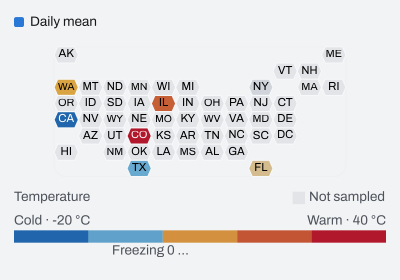 Daily mean
AK ME
VT NH
WA MT ND MN WI MI NY MA RI
OR ID SD IA IL IN OH PA NJ CT
CA NV WY NE MO KY WV VA MD DE
AZ UT CO KS AR TN NC SC DC
HI NM OK LA MS AL GA
TX FL
Temperature Not sampled
Cold · -20 °C Warm · 40 °C
Freezing 0 ...